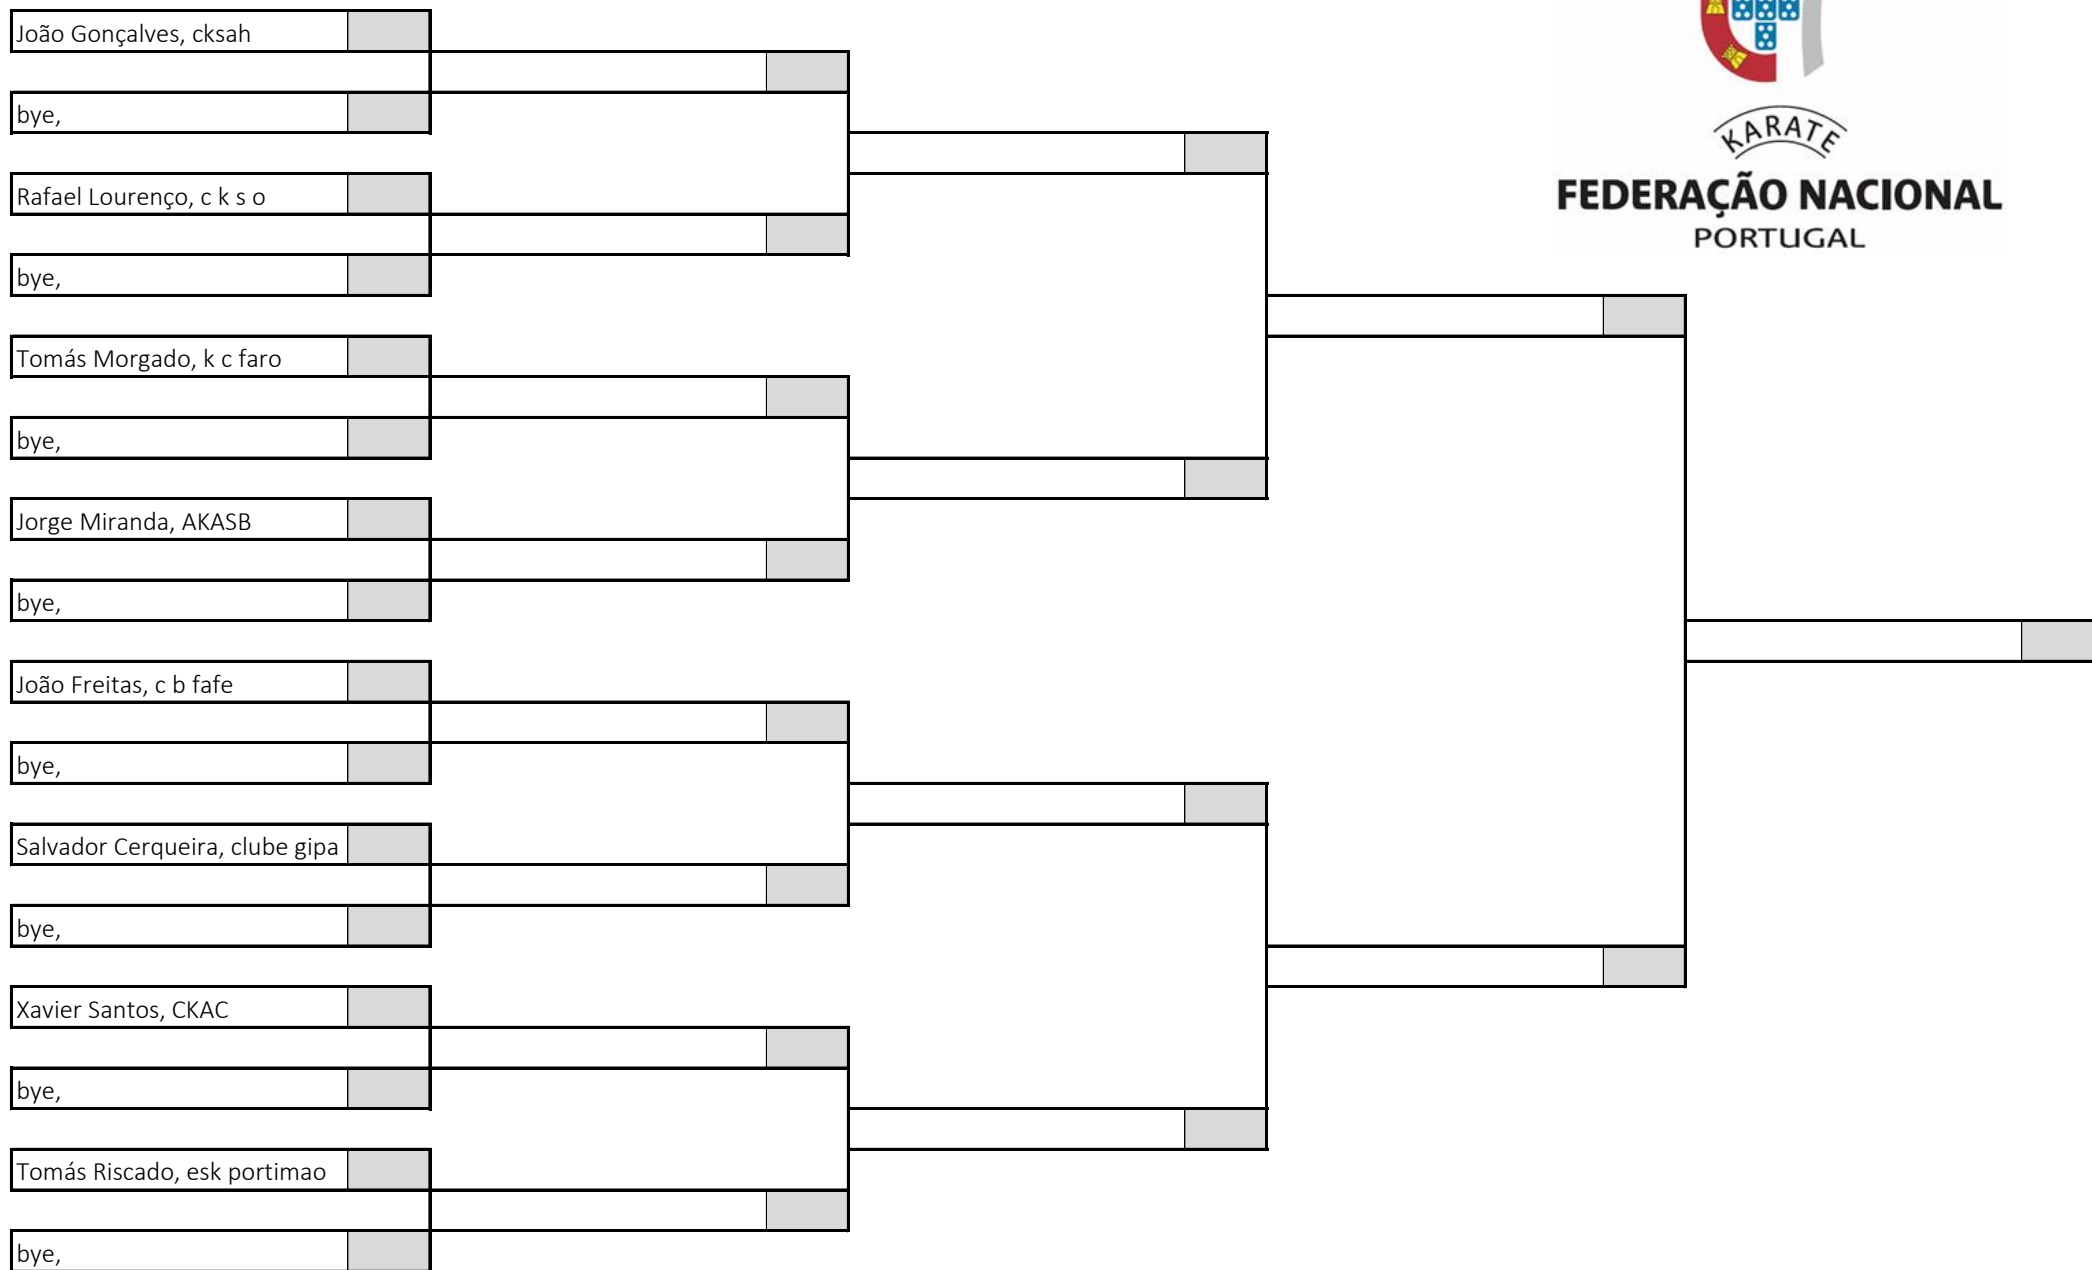 João Gonçalves, cksah
bye,
Rafael Lourenço, c k s o
bye,
Tomás Morgado, k c faro
bye,
Jorge Miranda, AKASB
bye,
João Freitas, c b fafe
bye,
Salvador Cerqueira, clube gipa
bye,
Xavier Santos, CKAC
bye,
Tomás Riscado, esk portimao
bye,
KARATE
FEDERAÇÃO NACIONAL
PORTUGAL